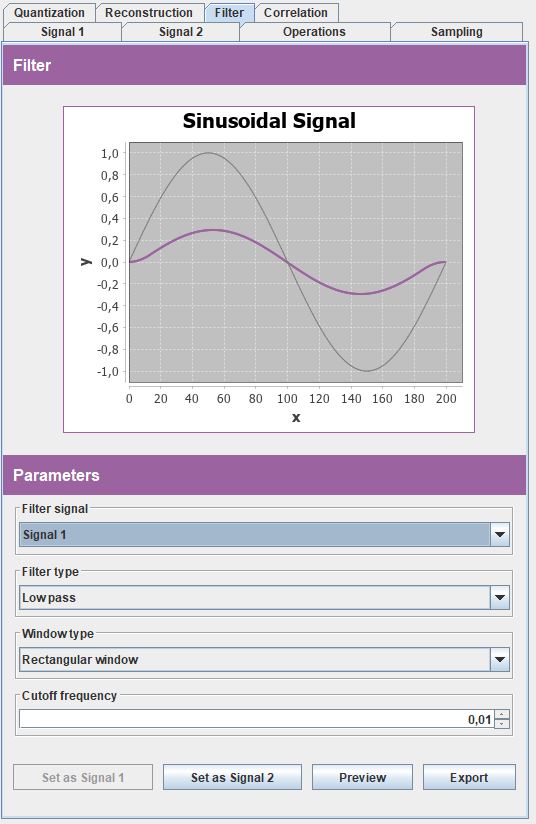 Quantization Reconstruction Filter Correlation
Signal 1 Signal 2 Operations Sampling
Filter
Sinusoidal Signal
1,0
0,8
0,6
0,4
0,2
0,0
-0,2
-0,4
-0,6
-0,8
-1,0
y
0 20 40 60 80 100 120 140 160 180 200
x
Parameters
Filter signal
Signal 1
Filter type
Low pass
Window type
Rectangular window
Cutoff frequency
0,01
Set as Signal 1 Set as Signal 2 Preview Export